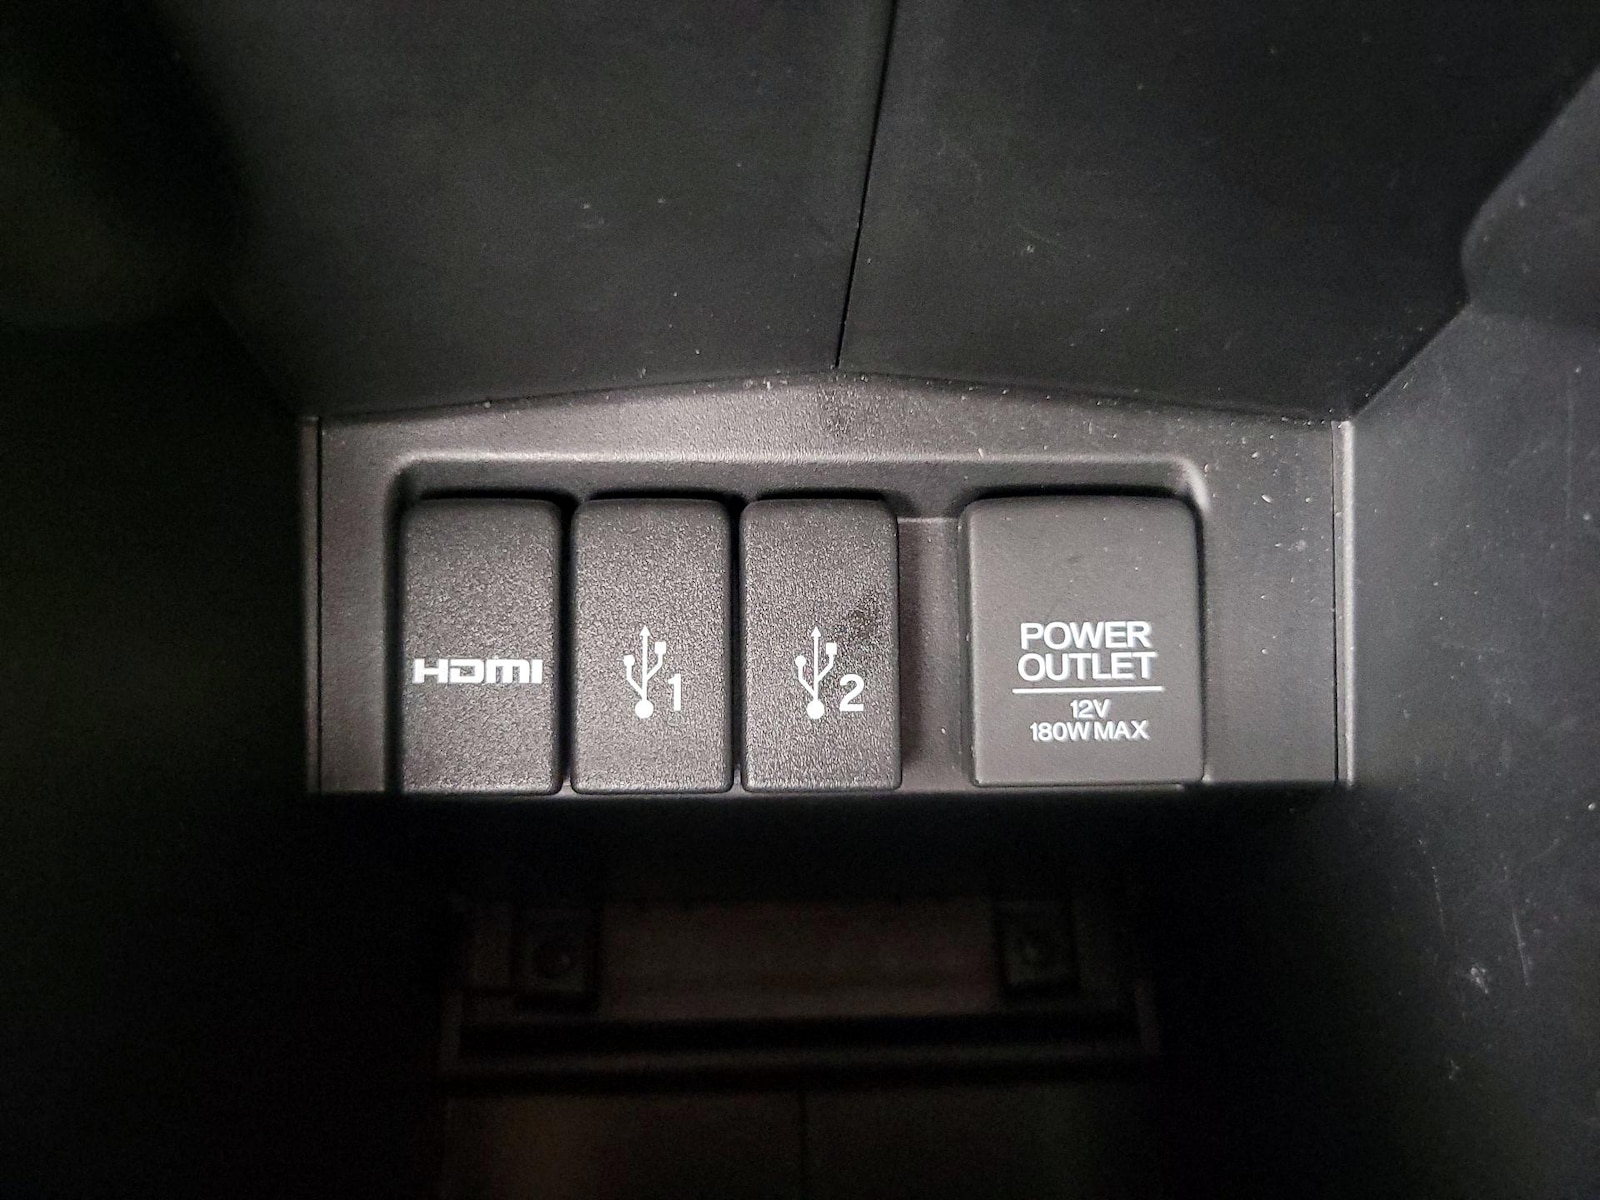 HDMI
1
2
POWER
OUTLET
12V
180W MAX